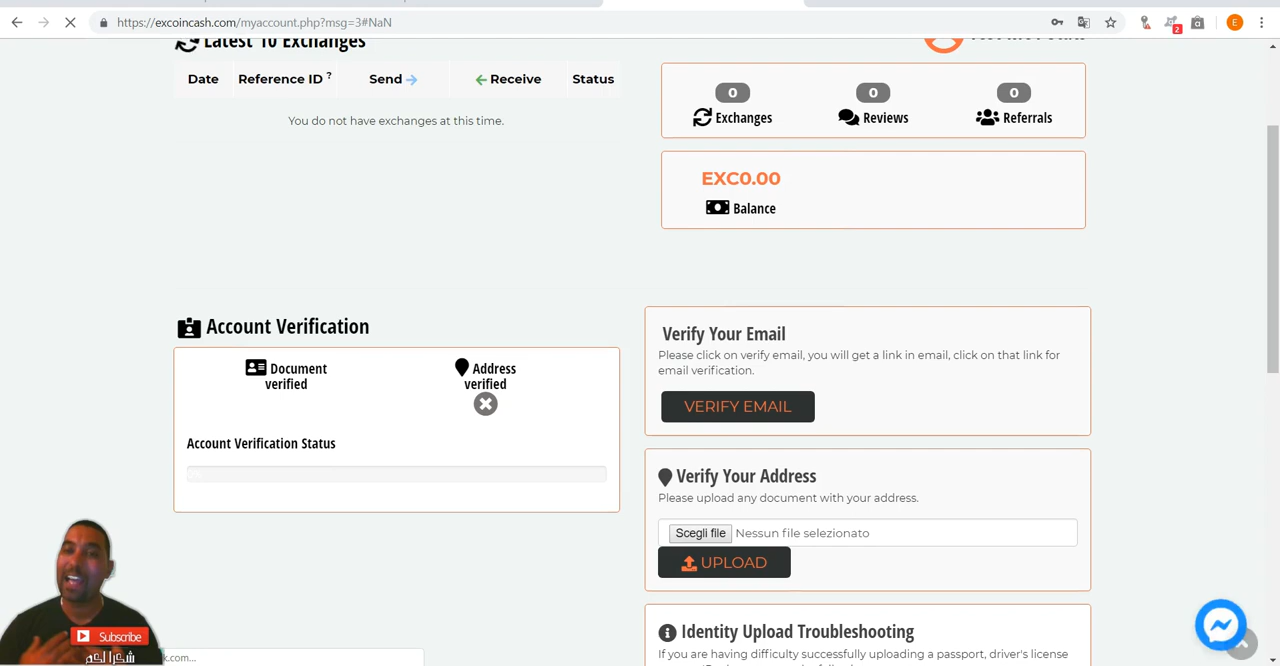 https://excoincash.com/myaccount.php?msg=3#NaN
2
E
Latest 10 Exchanges
Date Reference ID ? Send Receive Status
You do not have exchanges at this time.
0 0 0
Exchanges Reviews Referrals
EXC0.00
Balance
Account Verification
Document verified
Address verified
Account Verification Status
0%
Verify Your Email
Please click on verify email, you will get a link in email, click on that link for
email verification.
VERIFY EMAIL
Verify Your Address
Please upload any document with your address.
Scegli file Nessun file selezionato
UPLOAD
Identity Upload Troubleshooting
If you are having difficulty successfully uploading a passport, driver's license
Subscribe
شكرا لكم
k.com...